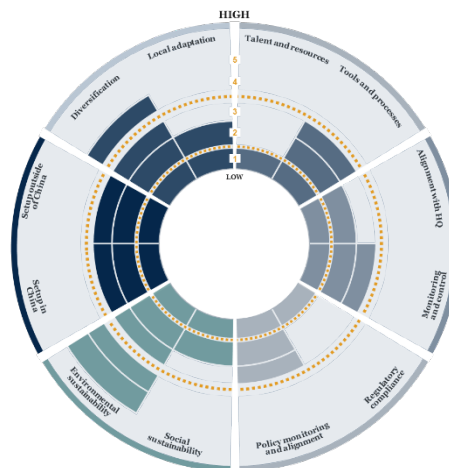 HIGH
Local adaptation
Talent and resources
Diversification
Tools and processes
5
4
3
2
1
LOW
Setup outside
of China
Alignment with HQ
Setup in
China
Monitoring
and control
Environmental
sustainability
Social
sustainability
Policy monitoring
and alignment
Regulatory
compliance